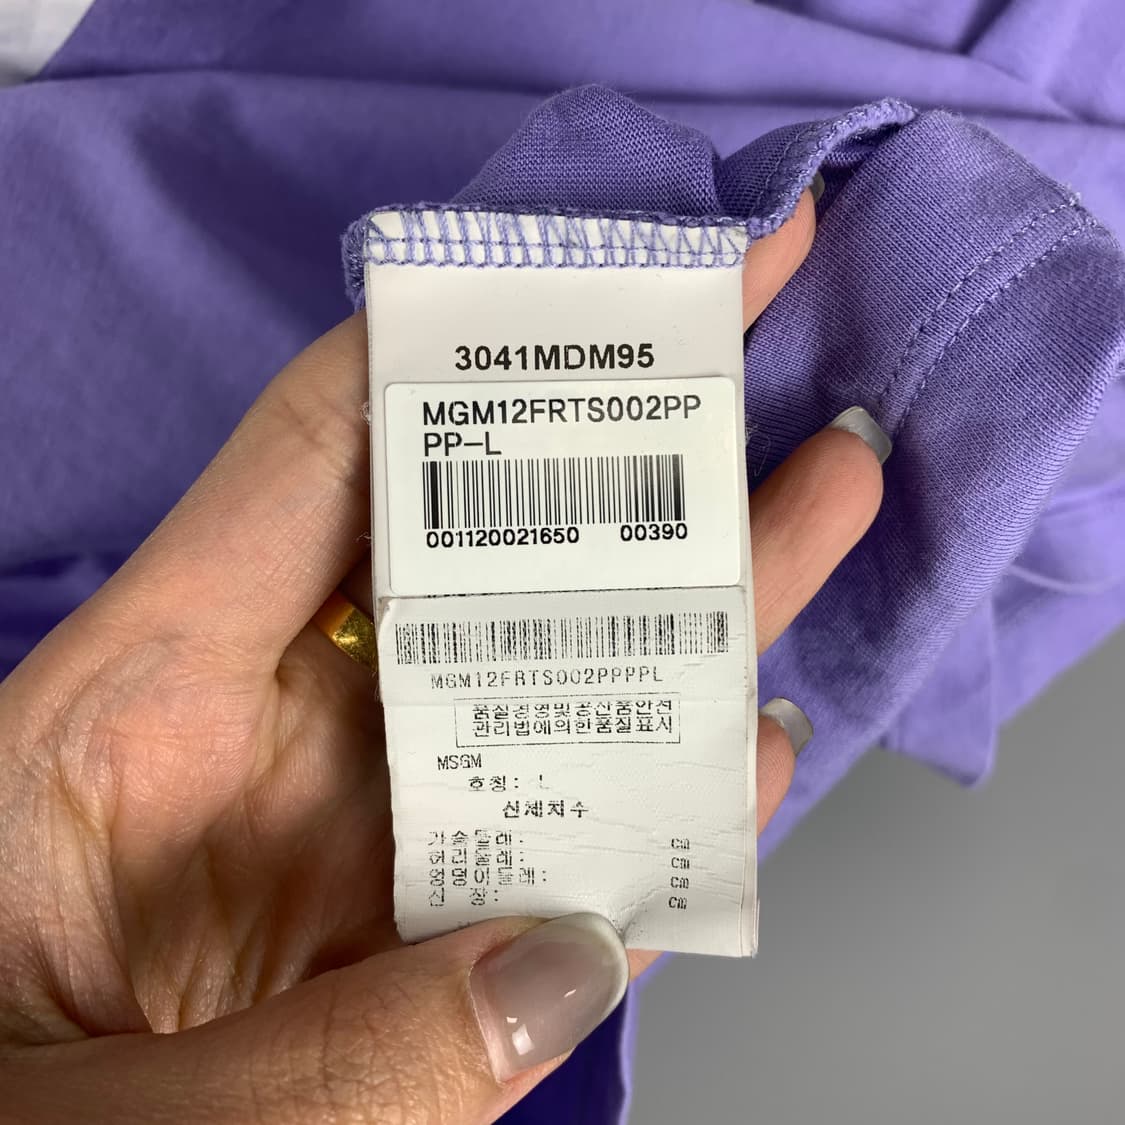 3041MDM95
MGM12FRTS002PP
PP-L
001120021650 00390
MGM12FRTS002PPPPL
품질경영및공산품안전
관리법에의한품질표시
MSGM
호칭: L
신체치수
가슴둘레: cm
허리둘레: cm
엉덩이둘레: cm
신 장: cm